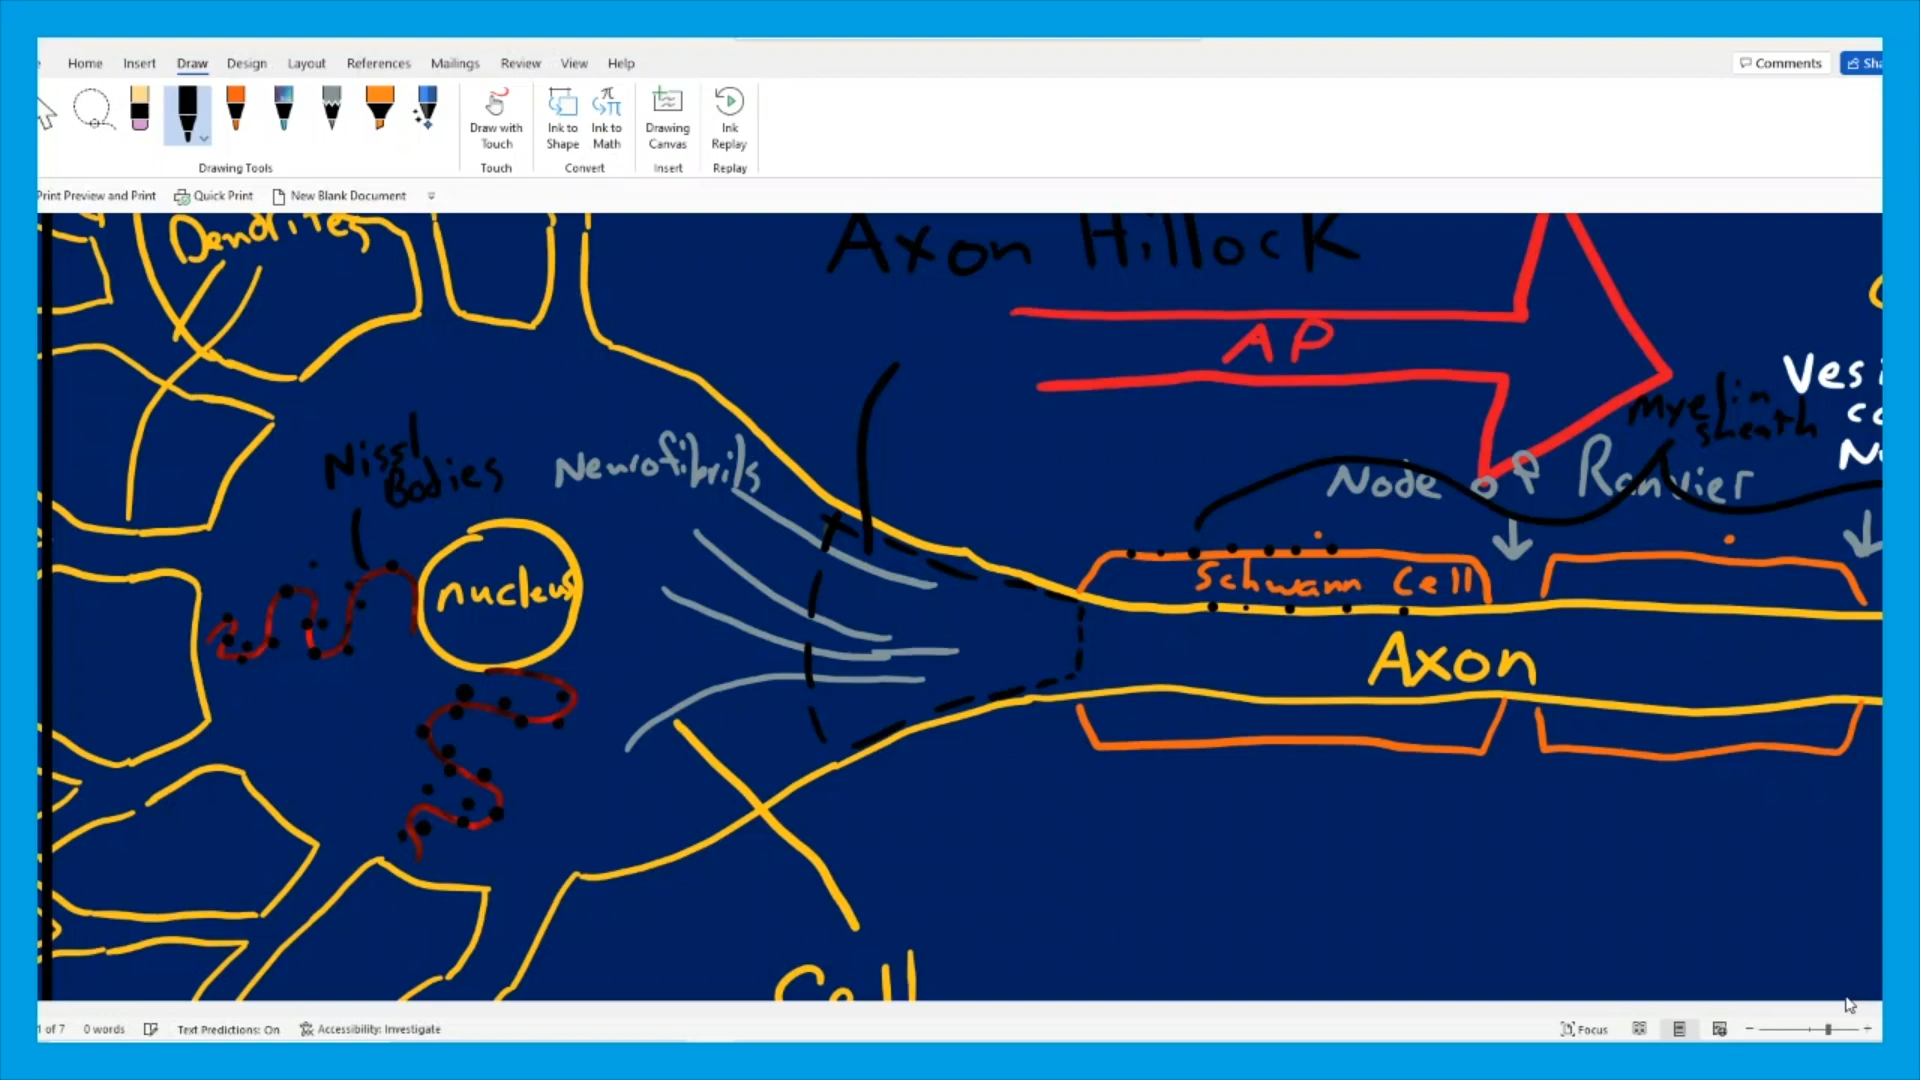 Home Insert Draw Design Layout References Mailings Review View Help
Comments
Draw with Touch
Ink to Shape
Ink to Math
Drawing Canvas
Ink Replay
Drawing Tools
Touch
Convert
Insert
Replay
Print Preview and Print Quick Print New Blank Document
Dendrites
Axon Hillock
AP
Myelin
sheath
Nissl
Bodies
Neurofibrils
Node of Ranvier
nucleus
Schwann Cell
Axon
Cell
of 7 0 words Text Predictions: On Accessibility: Investigate
Focus